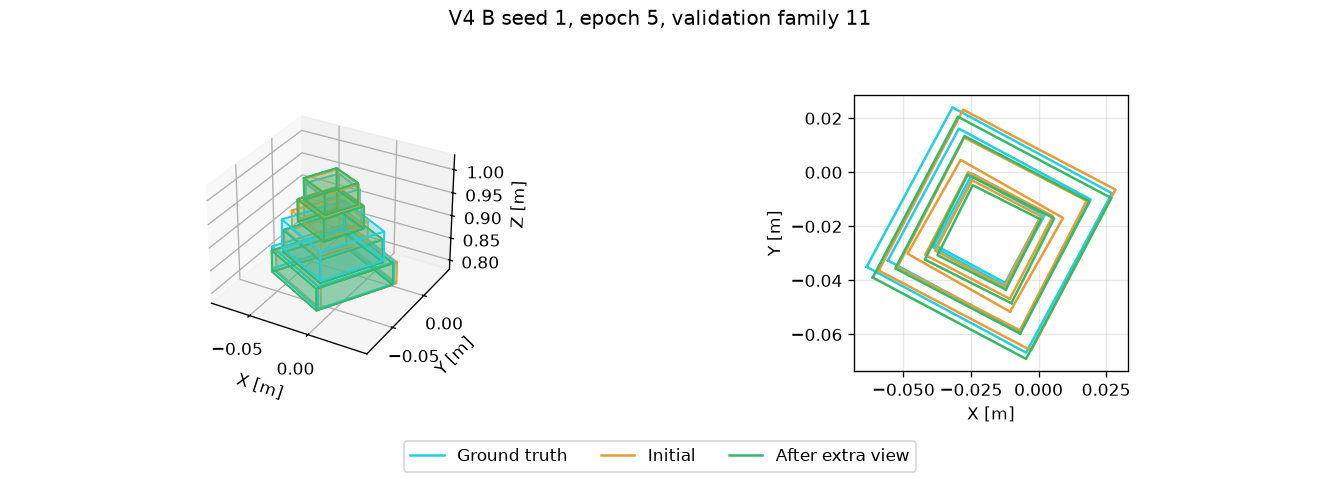 V4 B seed 1, epoch 5, validation family 11
1.00
0.95
0.90
0.85
0.80
Z [m]
0.00
−0.05
Y [m]
−0.05
0.00
X [m]
0.02
0.00
−0.02
−0.04
−0.06
Y [m]
−0.050 −0.025 0.000 0.025
X [m]
Ground truth Initial After extra view